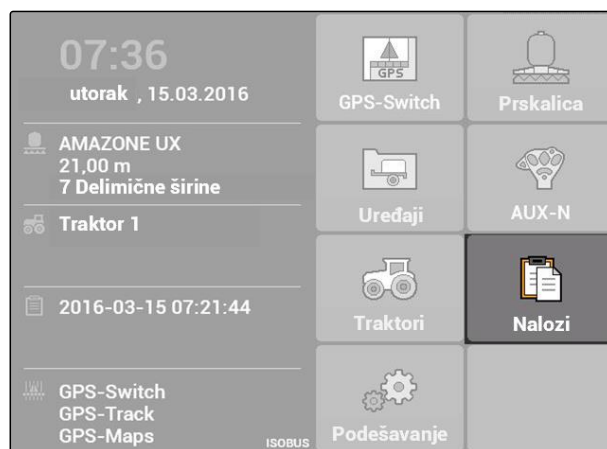 07:36
utorak , 15.03.2016
AMAZONE UX
21,00 m
7 Delimične širine
Traktor 1
2016-03-15 07:21:44
GPS-Switch
GPS-Track
GPS-Maps
ISOBUS
GPS
GPS-Switch
Prskalica
Uređaji
AUX-N
Traktori
Nalozi
Podešavanje